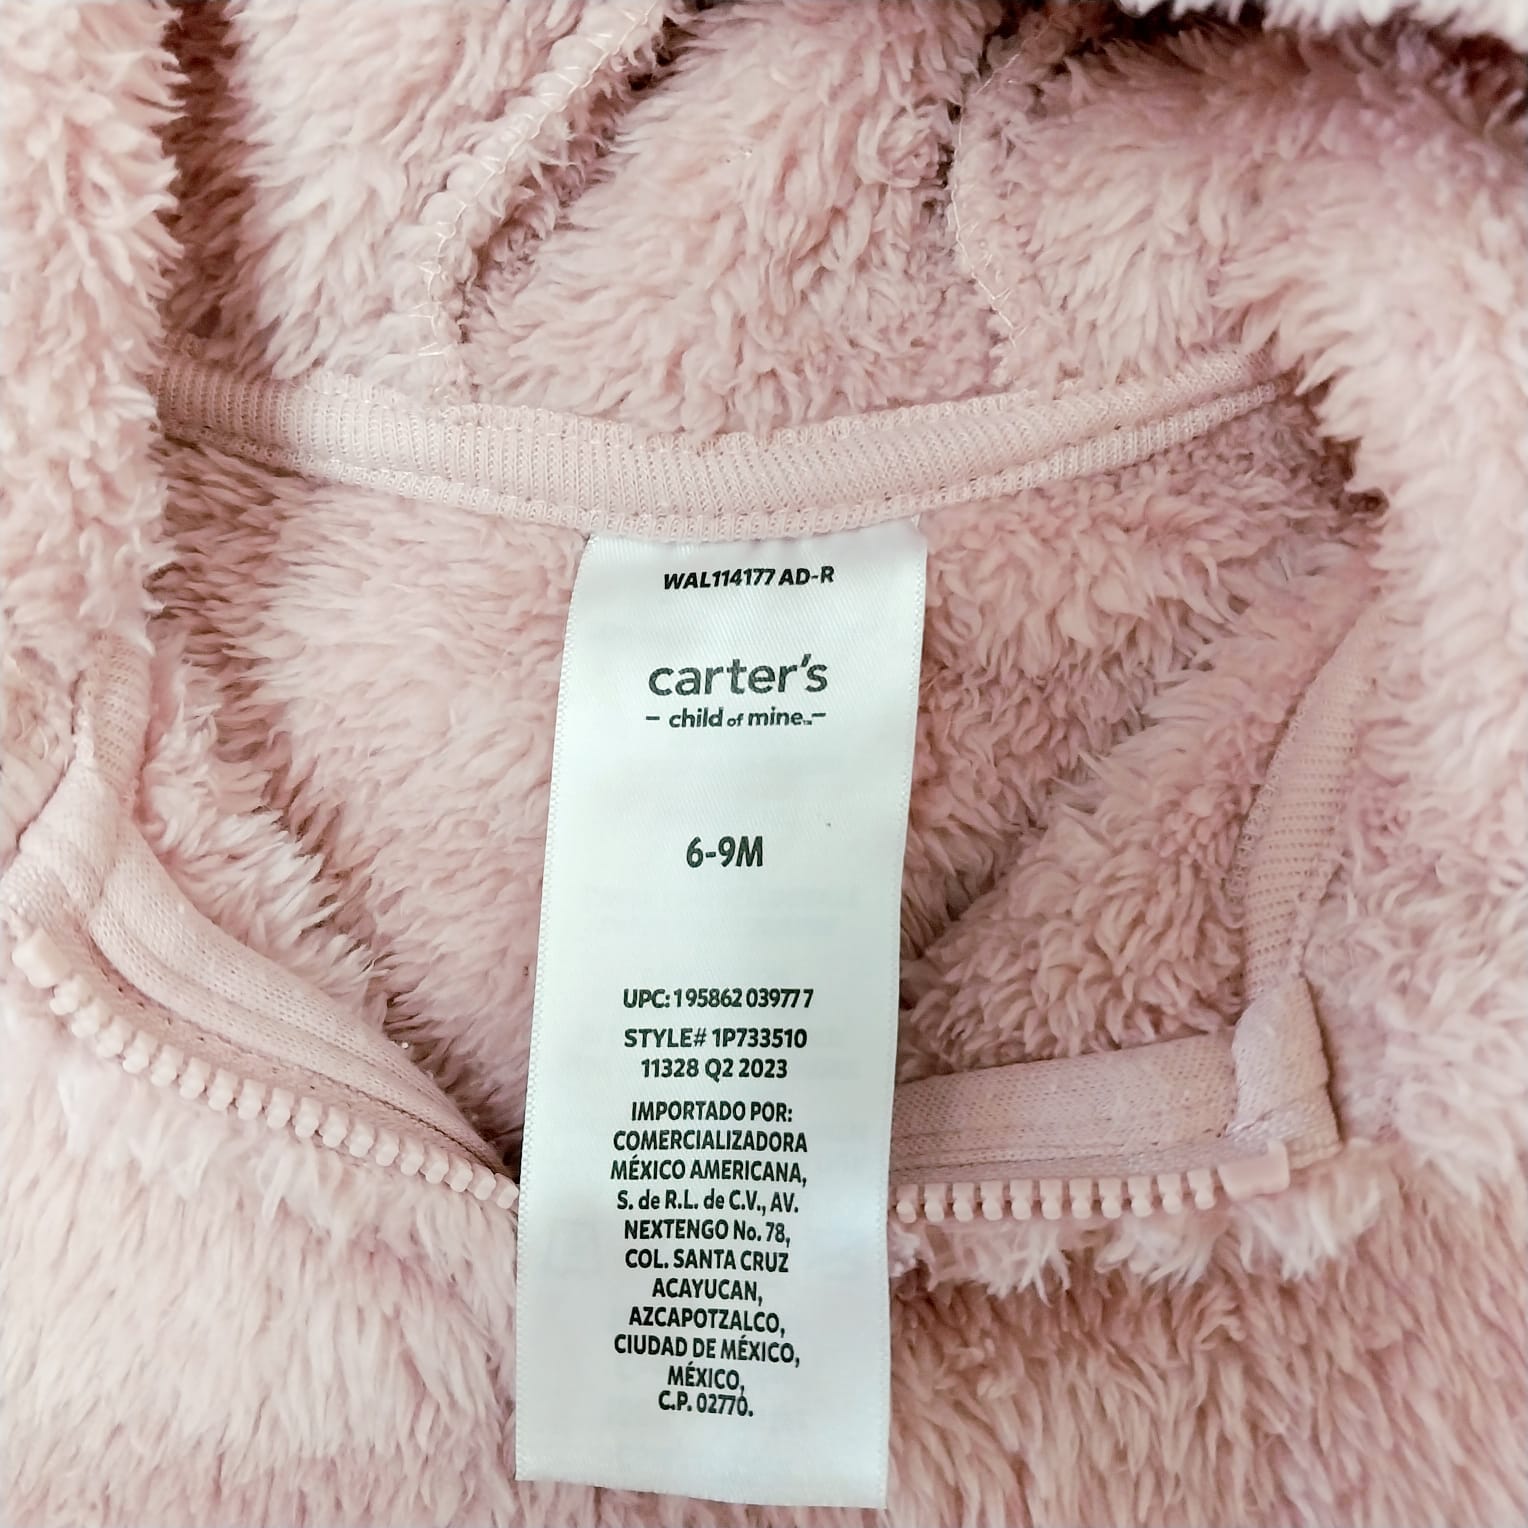 WAL114177 AD-R
carter's
- child of mine™ -
6-9M
UPC: 195862 039777
STYLE# 1P733510
11328 Q2 2023
IMPORTADO POR:
COMERCIALIZADORA
MÉXICO AMERICANA,
S. de R.L. de C.V., AV.
NEXTENGO No. 78,
COL. SANTA CRUZ
ACAYUCAN,
AZCAPOTZALCO,
CIUDAD DE MÉXICO,
MÉXICO,
C.P. 02770.